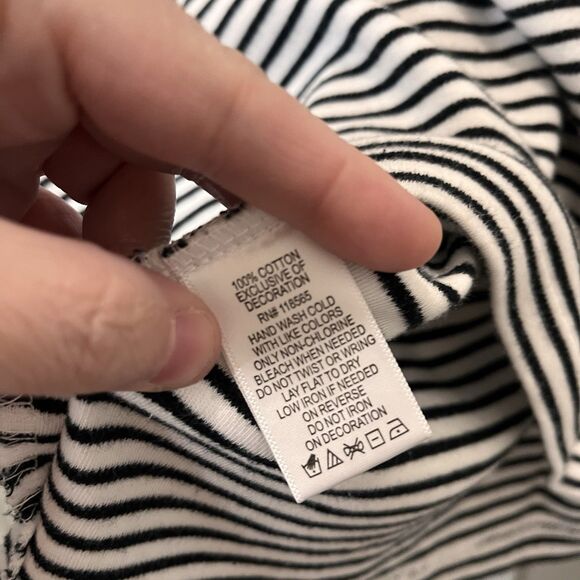 100% COTTON
EXCLUSIVE OF
DECORATION
RN# 118565
HAND WASH COLD
WITH LIKE COLORS
ONLY NON-CHLORINE
BLEACH WHEN NEEDED
DO NOT TWIST OR WRING
LAY FLAT TO DRY
LOW IRON IF NEEDED
ON REVERSE
DO NOT IRON
ON DECORATION